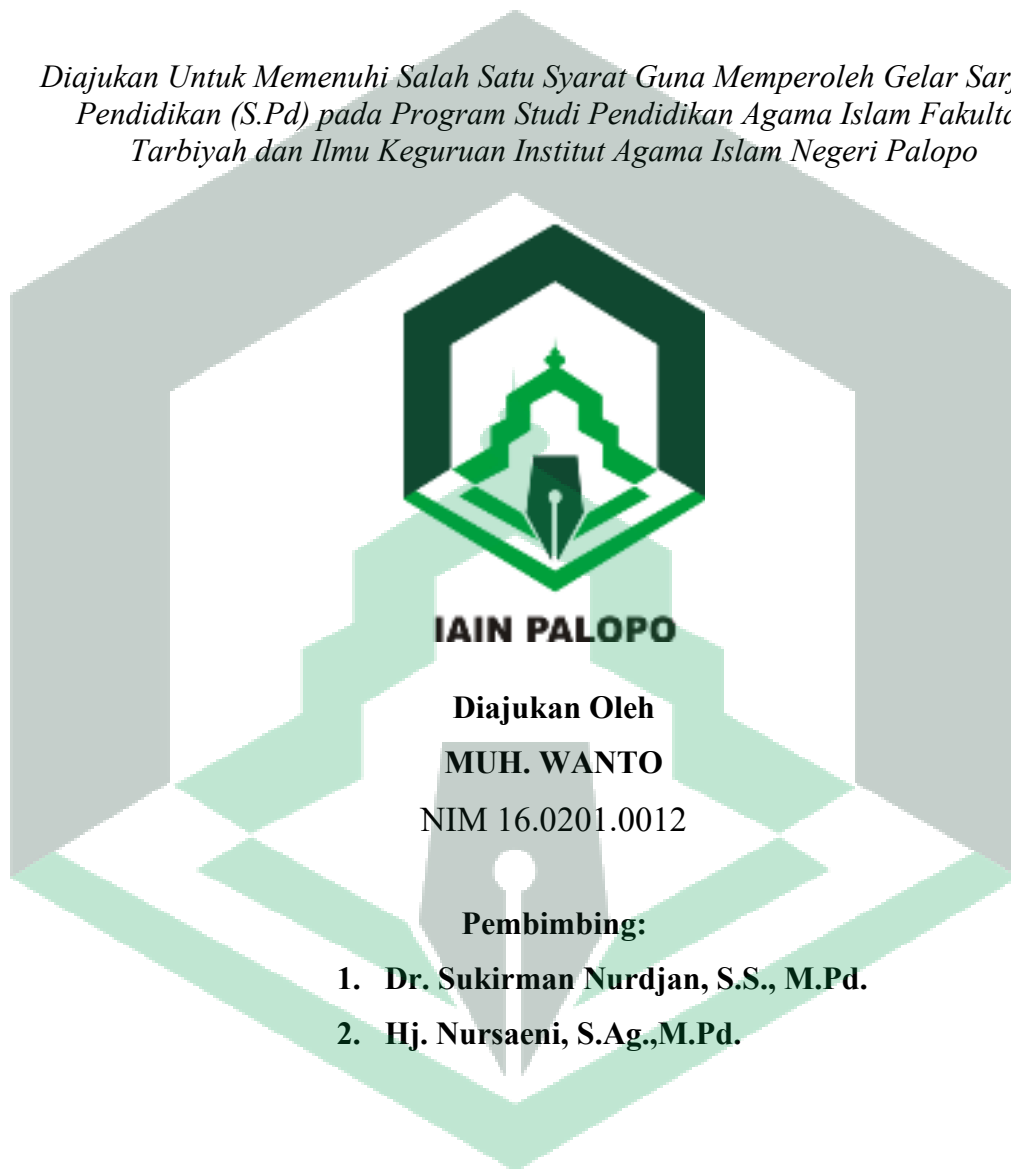 Diajukan Untuk Memenuhi Salah Satu Syarat Guna Memperoleh Gelar Sarj
Pendidikan (S.Pd) pada Program Studi Pendidikan Agama Islam Fakulta
Tarbiyah dan Ilmu Keguruan Institut Agama Islam Negeri Palopo
IAIN PALOPO
Diajukan Oleh
MUH. WANTO
NIM 16.0201.0012
Pembimbing:
1. Dr. Sukirman Nurdjan, S.S., M.Pd.
2. Hj. Nursaeni, S.Ag.,M.Pd.